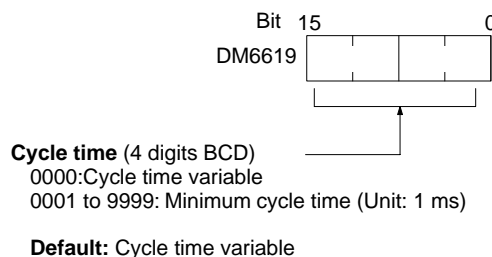 Bit 15 0
DM6619
Cycle time (4 digits BCD)
0000:Cycle time variable
0001 to 9999: Minimum cycle time (Unit: 1 ms)
Default: Cycle time variable